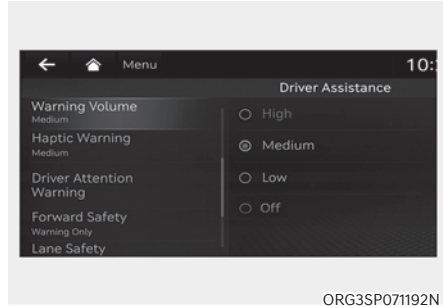 Menu
10:
Driver Assistance
Warning Volume
Medium
Haptic Warning
Medium
Driver Attention
Warning
Forward Safety
Warning Only
Lane Safety
High
Medium
Low
Off
ORG3SP071192N